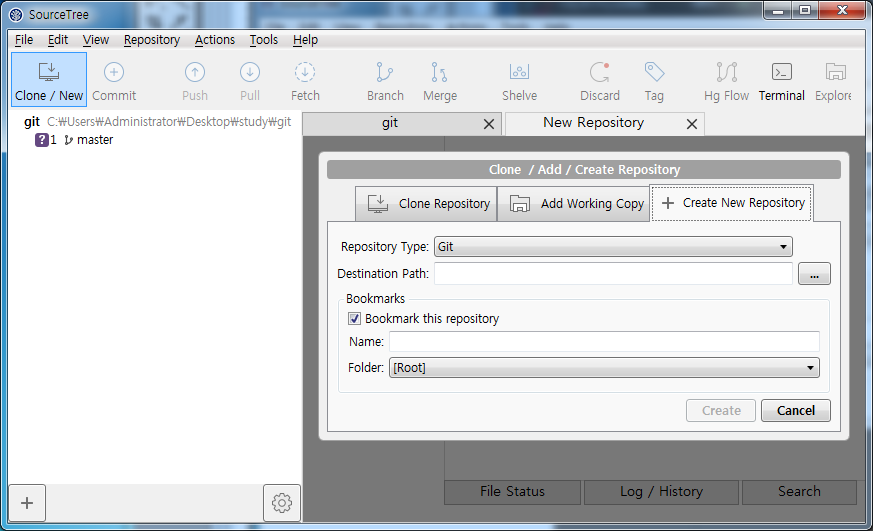 SourceTree
File Edit View Repository Actions Tools Help
Clone / New Commit Push Pull Fetch Branch Merge Shelve Discard Tag Hg Flow Terminal Explore
git C:₩Users₩Administrator₩Desktop₩study₩git
? 1 master
git
New Repository
Clone / Add / Create Repository
Clone Repository
Add Working Copy
Create New Repository
Repository Type: Git
Destination Path:
...
Bookmarks
Bookmark this repository
Name:
Folder: [Root]
Create Cancel
File Status Log / History Search